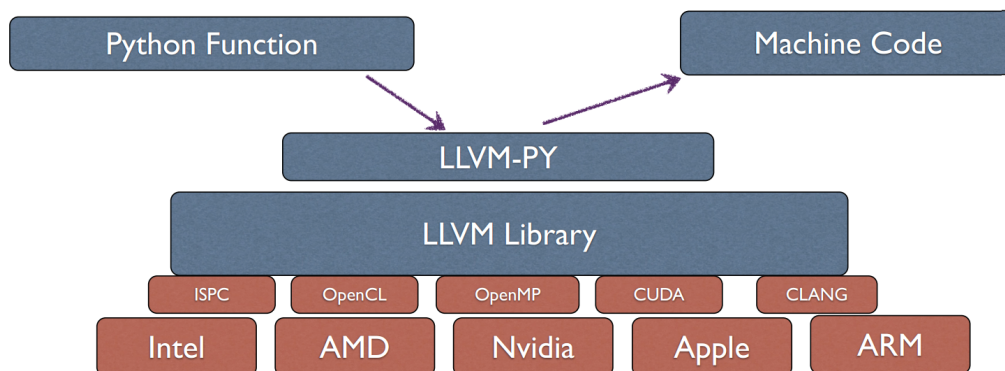 Python Function
Machine Code
LLVM-PY
LLVM Library
ISPC
OpenCL
OpenMP
CUDA
CLANG
Intel
AMD
Nvidia
Apple
ARM